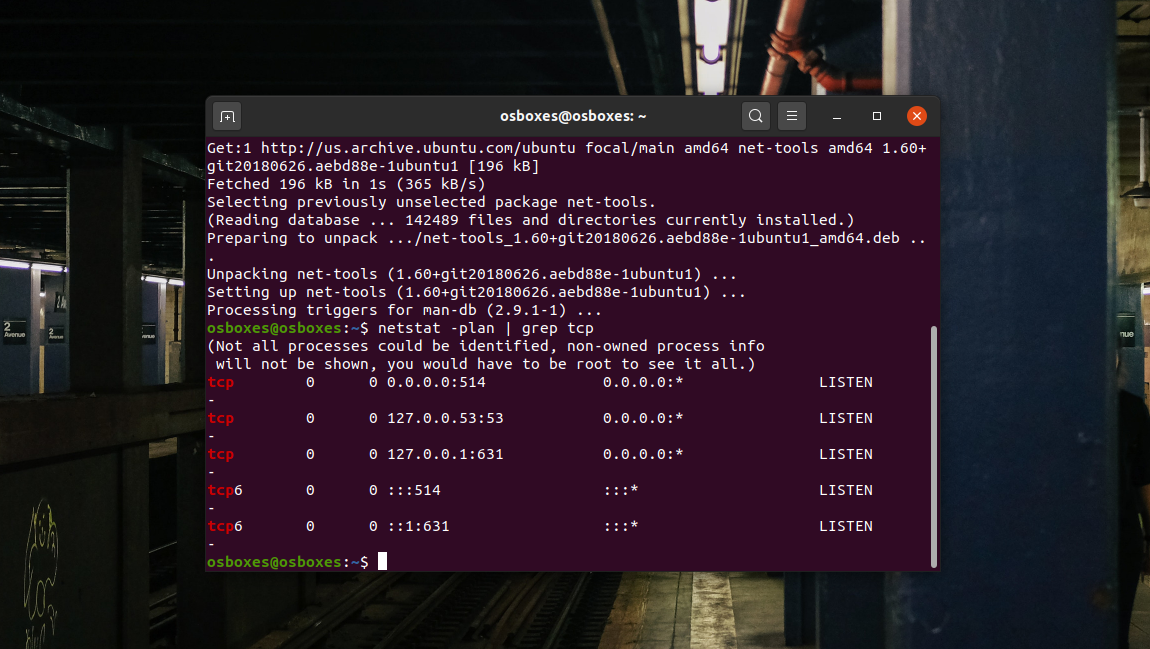 osboxes@osboxes: ~
Get:1 http://us.archive.ubuntu.com/ubuntu focal/main amd64 net-tools amd64 1.60+
git20180626.aebd88e-1ubuntu1 [196 kB]
Fetched 196 kB in 1s (365 kB/s)
Selecting previously unselected package net-tools.
(Reading database ... 142489 files and directories currently installed.)
Preparing to unpack .../net-tools_1.60+git20180626.aebd88e-1ubuntu1_amd64.deb ..
.
Unpacking net-tools (1.60+git20180626.aebd88e-1ubuntu1) ...
Setting up net-tools (1.60+git20180626.aebd88e-1ubuntu1) ...
Processing triggers for man-db (2.9.1-1) ...
osboxes@osboxes:~$ netstat -plan | grep tcp
(Not all processes could be identified, non-owned process info
 will not be shown, you would have to be root to see it all.)
tcp        0      0 0.0.0.0:514             0.0.0.0:*               LISTEN
-
tcp        0      0 127.0.0.53:53           0.0.0.0:*               LISTEN
-
tcp        0      0 127.0.0.1:631           0.0.0.0:*               LISTEN
-
tcp6       0      0 :::514                  :::*                    LISTEN
-
tcp6       0      0 ::1:631                 :::*                    LISTEN
-
osboxes@osboxes:~$
2
Avenue
2
Avenue